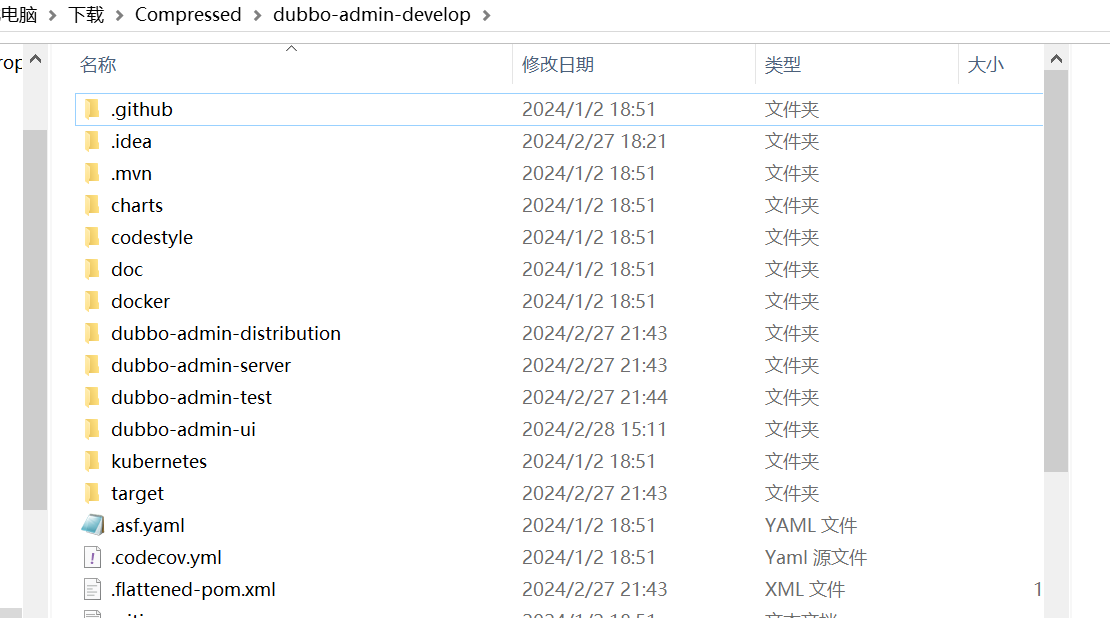 电脑 > 下载 > Compressed > dubbo-admin-develop >
rop
名称 修改日期 类型 大小
.github 2024/1/2 18:51 文件夹
.idea 2024/2/27 18:21 文件夹
.mvn 2024/1/2 18:51 文件夹
charts 2024/1/2 18:51 文件夹
codestyle 2024/1/2 18:51 文件夹
doc 2024/1/2 18:51 文件夹
docker 2024/1/2 18:51 文件夹
dubbo-admin-distribution 2024/2/27 21:43 文件夹
dubbo-admin-server 2024/2/27 21:43 文件夹
dubbo-admin-test 2024/2/27 21:44 文件夹
dubbo-admin-ui 2024/2/28 15:11 文件夹
kubernetes 2024/1/2 18:51 文件夹
target 2024/2/27 21:43 文件夹
.asf.yaml 2024/1/2 18:51 YAML 文件
.codecov.yml 2024/1/2 18:51 Yaml 源文件
.flattened-pom.xml 2024/2/27 21:43 XML 文件 1